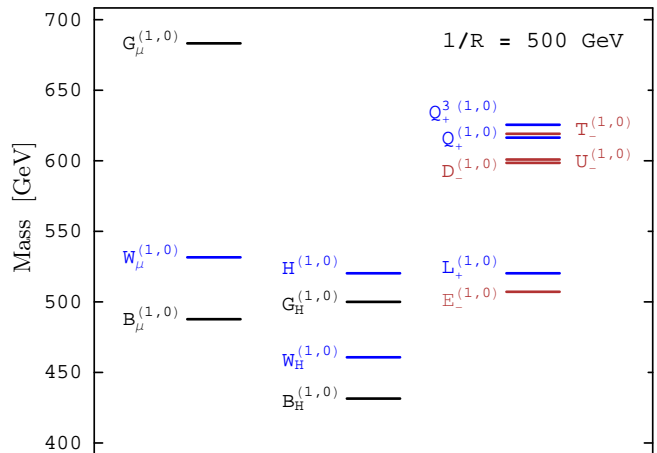 700
650
600
550
500
450
400
Mass [GeV]
1/R = 500 GeV
G_μ^(1,0)
W_μ^(1,0)
B_μ^(1,0)
H^(1,0)
G_H^(1,0)
W_H^(1,0)
B_H^(1,0)
Q_+^3 (1,0)
Q_+^(1,0)
D_-^(1,0)
T_-^(1,0)
U_-^(1,0)
L_+^(1,0)
E_-^(1,0)